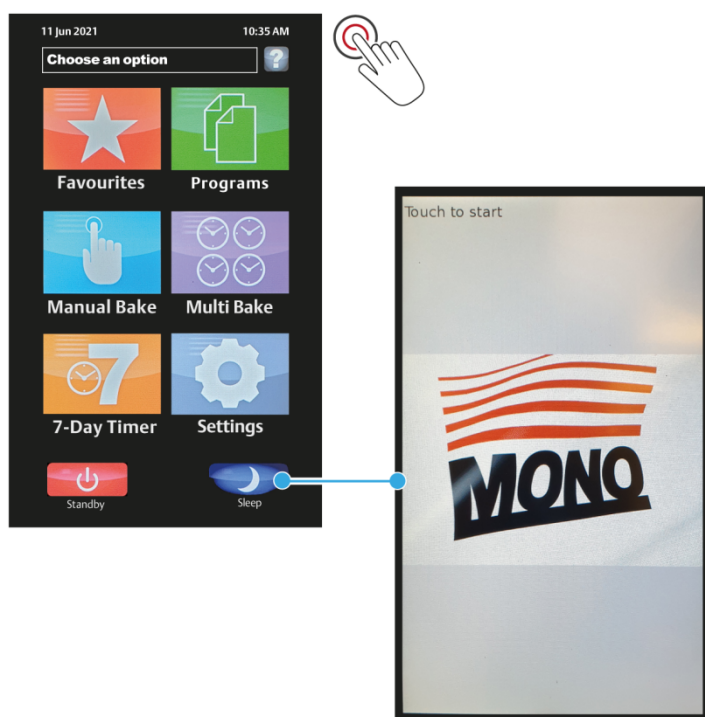 11 Jun 2021 10:35 AM
Choose an option ?
Favourites Programs
Manual Bake Multi Bake
7
7-Day Timer Settings
Standby Sleep
Touch to start
MONO